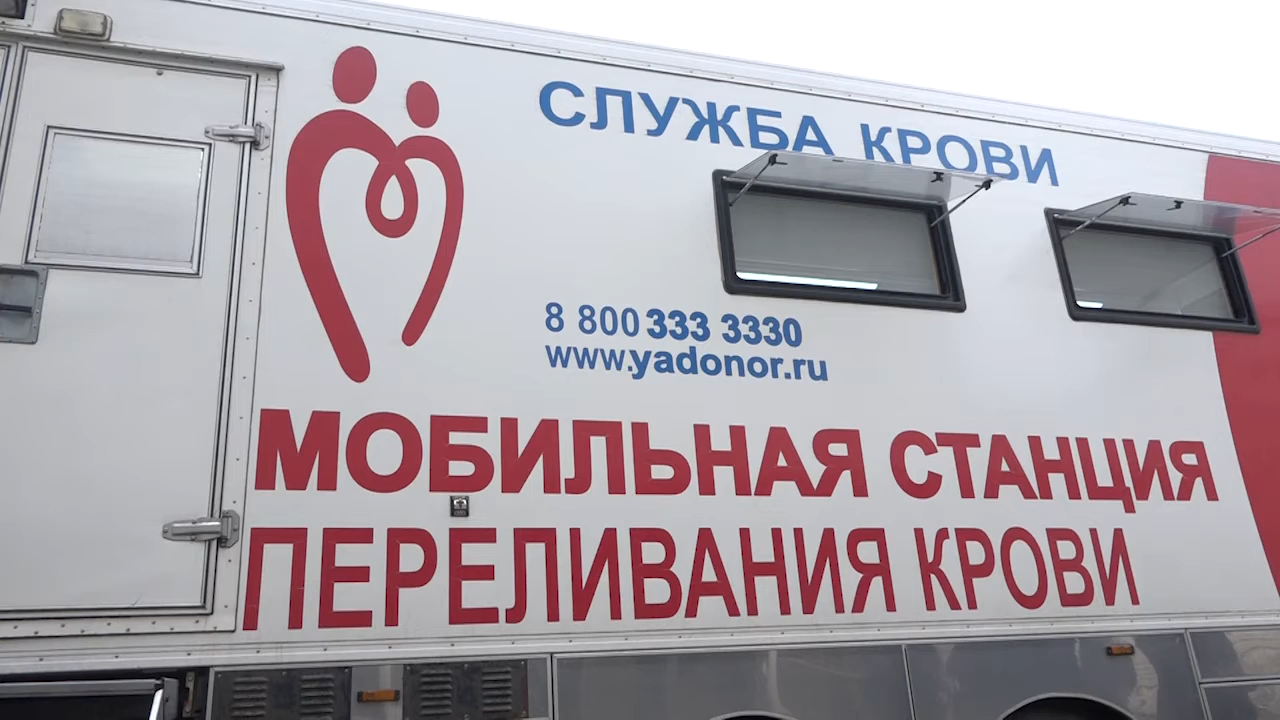 СЛУЖБА КРОВИ
8 800 333 3330
www.yadonor.ru
МОБИЛЬНАЯ СТАНЦИЯ
ПЕРЕЛИВАНИЯ КРОВИ